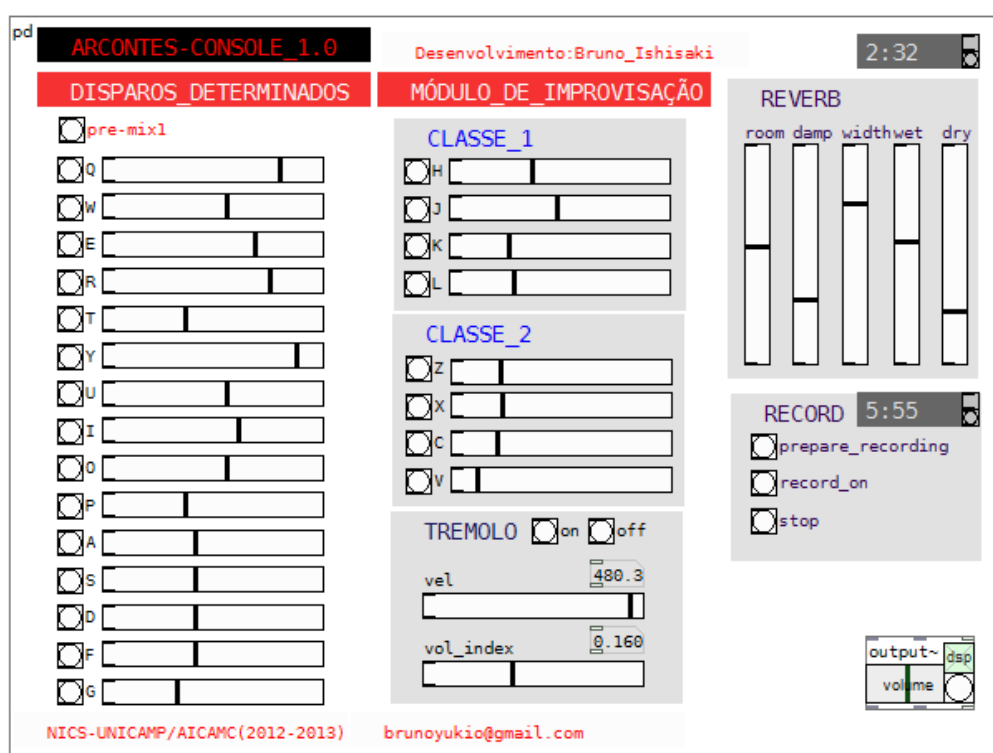 pd
ARCONTES-CONSOLE_1.0
Desenvolvimento:Bruno_Ishisaki
2:32
DISPAROS_DETERMINADOS
pre-mix1
Q
W
E
R
T
Y
U
I
O
P
A
S
D
F
G
MÓDULO_DE_IMPROVISAÇÃO
CLASSE_1
H
J
K
L
CLASSE_2
Z
X
C
V
TREMOLO on off
vel 480.3
vol_index 0.160
REVERB
room damp width wet dry
RECORD 5:55
prepare_recording
record_on
stop
output~ dsp
volume
NICS-UNICAMP/AICAMC(2012-2013)
brunoyukio@gmail.com